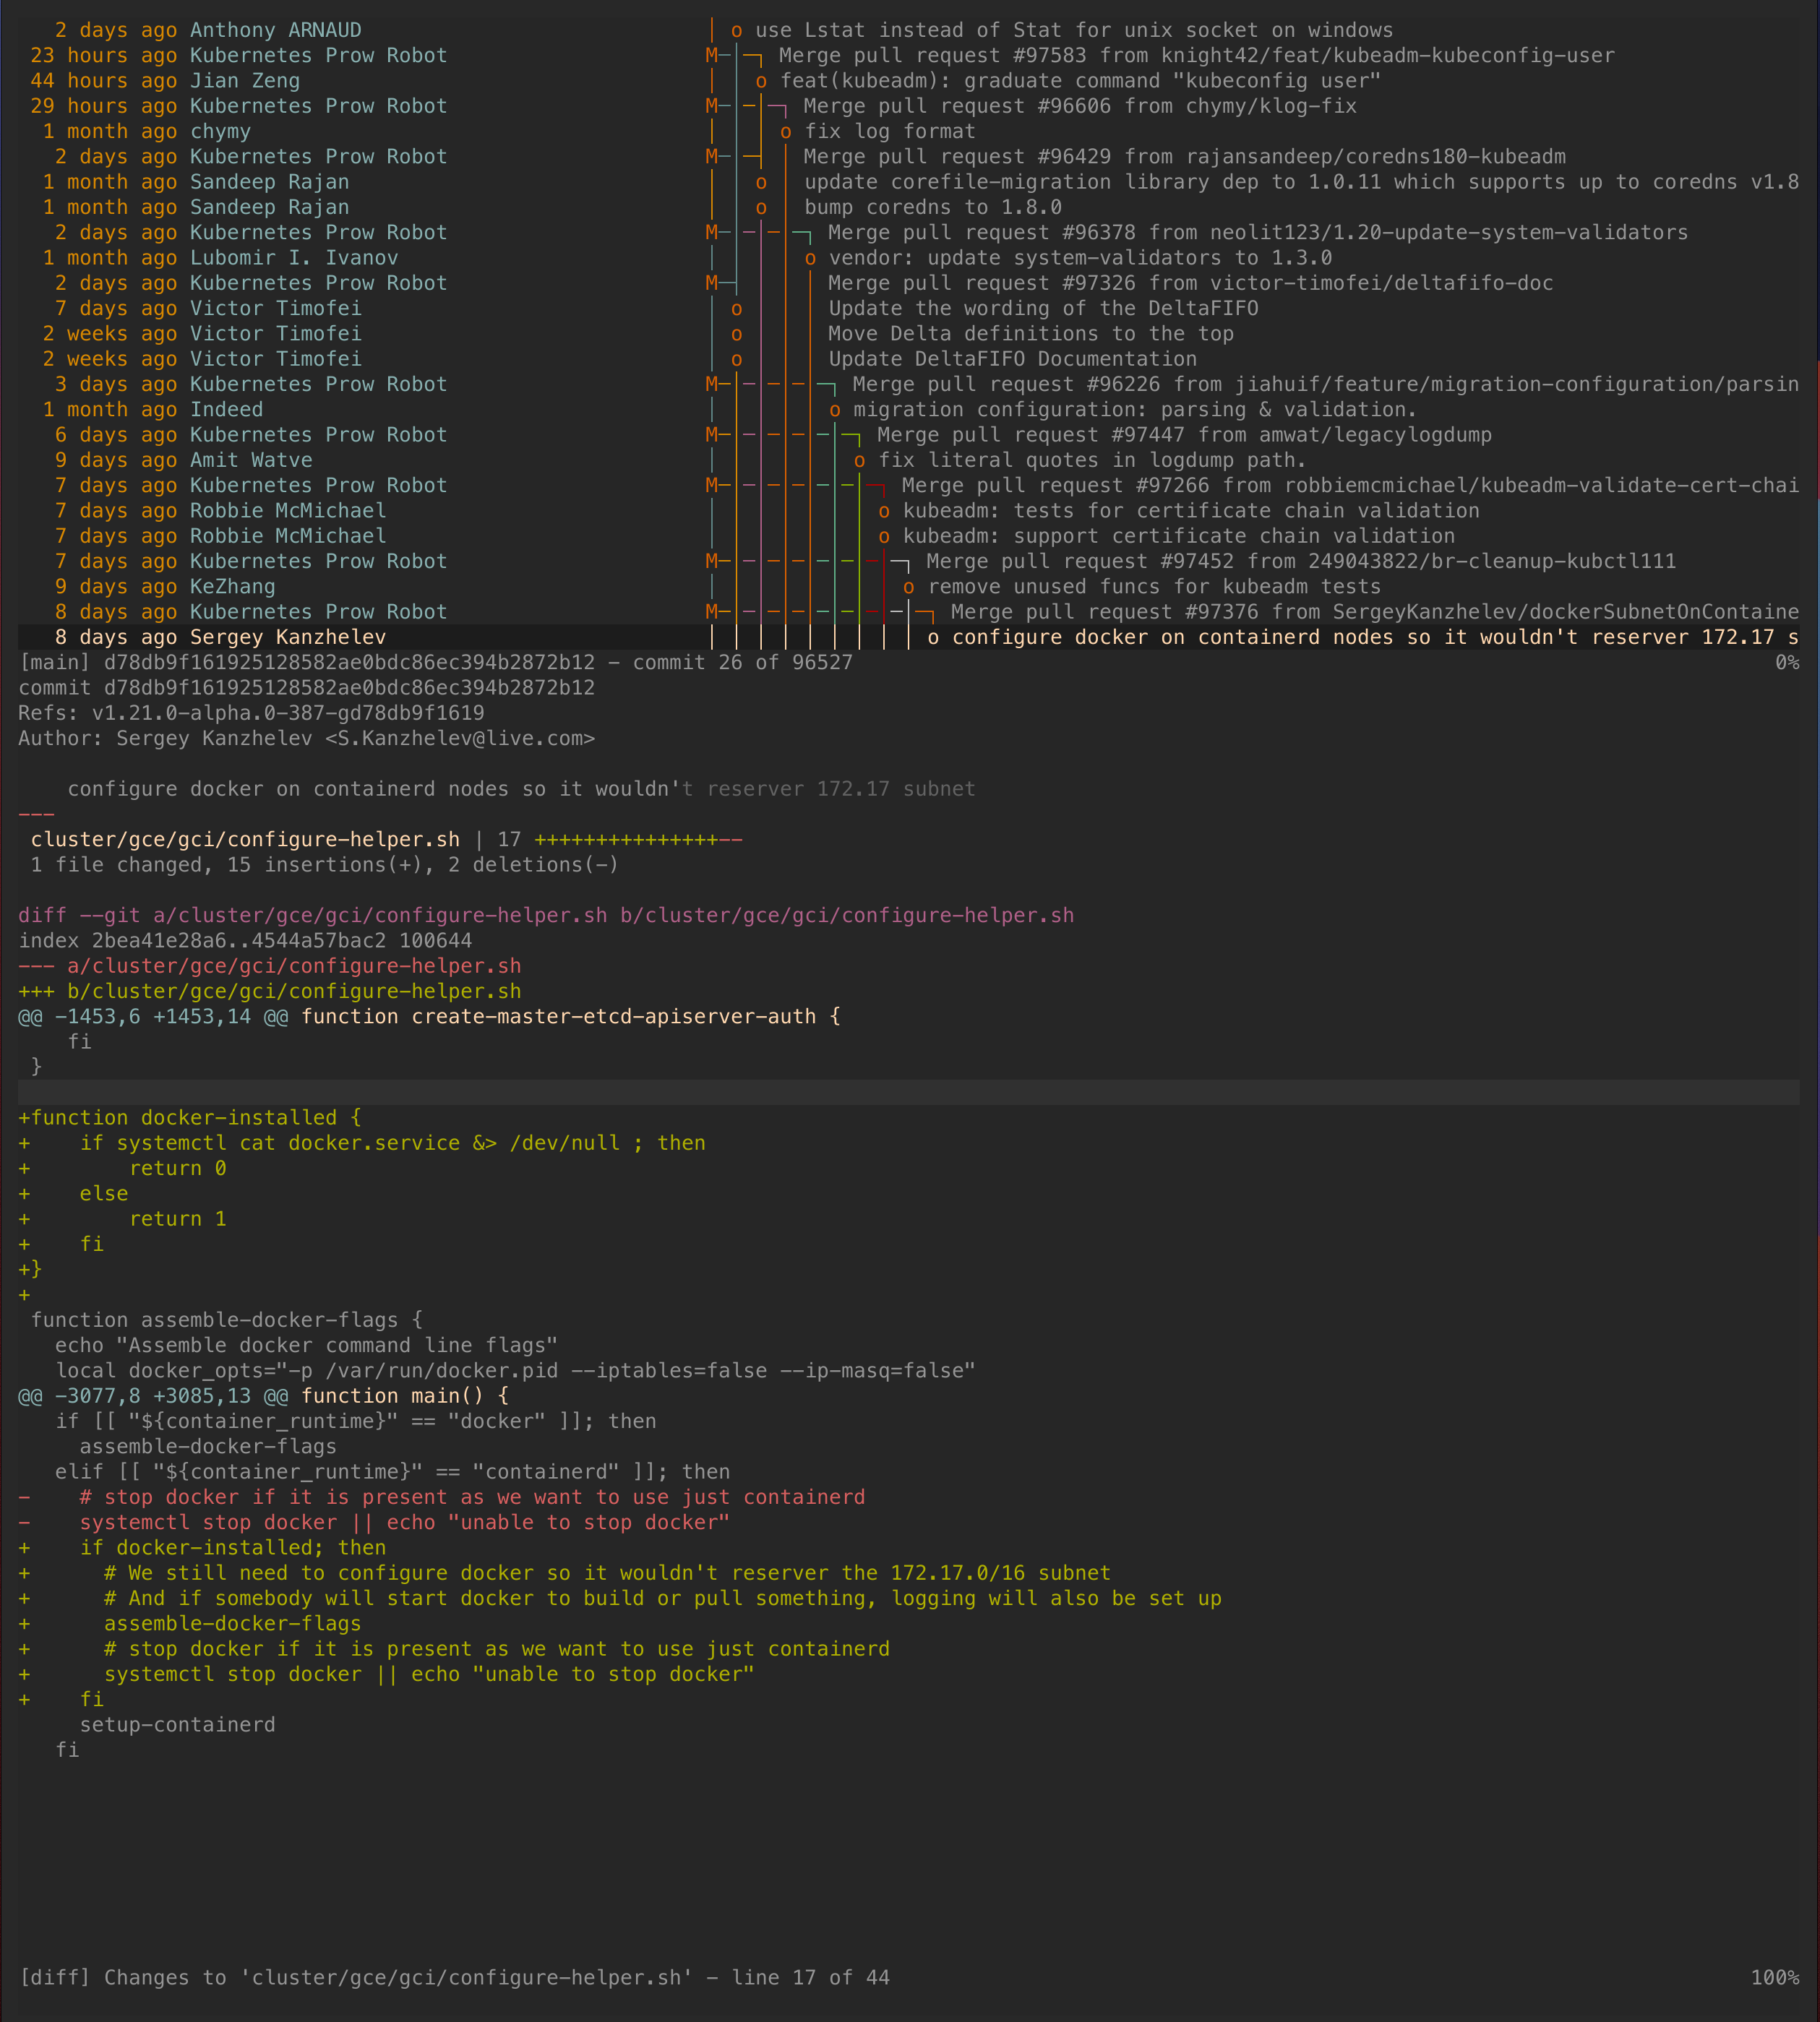 2 days ago Anthony ARNAUD │ o use Lstat instead of Stat for unix socket on windows
23 hours ago Kubernetes Prow Robot M─│─┐ Merge pull request #97583 from knight42/feat/kubeadm-kubeconfig-user
44 hours ago Jian Zeng │ │ o feat(kubeadm): graduate command "kubeconfig user"
29 hours ago Kubernetes Prow Robot M─│─│─┐ Merge pull request #96606 from chymy/klog-fix
1 month ago chymy │ │ │ o fix log format
2 days ago Kubernetes Prow Robot M─│─┘ │ Merge pull request #96429 from rajansandeep/coredns180-kubeadm
1 month ago Sandeep Rajan │ │ o │ update corefile-migration library dep to 1.0.11 which supports up to coredns v1.8
1 month ago Sandeep Rajan │ │ o │ bump coredns to 1.8.0
2 days ago Kubernetes Prow Robot M─│─│─│─┐ Merge pull request #96378 from neolit123/1.20-update-system-validators
1 month ago Lubomir I. Ivanov │ │ │ │ o vendor: update system-validators to 1.3.0
2 days ago Kubernetes Prow Robot M─┘ │ │ │ Merge pull request #97326 from victor-timofei/deltafifo-doc
7 days ago Victor Timofei │ o │ │ │ Update the wording of the DeltaFIFO
2 weeks ago Victor Timofei │ o │ │ │ Move Delta definitions to the top
2 weeks ago Victor Timofei │ o │ │ │ Update DeltaFIFO Documentation
3 days ago Kubernetes Prow Robot M─│─│─│─│─┐ Merge pull request #96226 from jiahuif/feature/migration-configuration/parsin
1 month ago Indeed │ │ │ │ │ o migration configuration: parsing & validation.
6 days ago Kubernetes Prow Robot M─│─│─│─│─│─┐ Merge pull request #97447 from amwat/legacylogdump
9 days ago Amit Watve │ │ │ │ │ │ o fix literal quotes in logdump path.
7 days ago Kubernetes Prow Robot M─│─│─│─│─│─│─┐ Merge pull request #97266 from robbiemcmichael/kubeadm-validate-cert-chai
7 days ago Robbie McMichael │ │ │ │ │ │ │ o kubeadm: tests for certificate chain validation
7 days ago Robbie McMichael │ │ │ │ │ │ │ o kubeadm: support certificate chain validation
7 days ago Kubernetes Prow Robot M─│─│─│─│─│─│─│─┐ Merge pull request #97452 from 249043822/br-cleanup-kubctl111
9 days ago KeZhang │ │ │ │ │ │ │ │ o remove unused funcs for kubeadm tests
8 days ago Kubernetes Prow Robot M─│─│─│─│─│─│─│─│─┐ Merge pull request #97376 from SergeyKanzhelev/dockerSubnetOnContaine
8 days ago Sergey Kanzhelev │ │ │ │ │ │ │ │ │ o configure docker on containerd nodes so it wouldn't reserver 172.17 s
[main] d78db9f161925128582ae0bdc86ec394b2872b12 - commit 26 of 96527 0%
commit d78db9f161925128582ae0bdc86ec394b2872b12
Refs: v1.21.0-alpha.0-387-gd78db9f1619
Author: Sergey Kanzhelev <S.Kanzhelev@live.com>
configure docker on containerd nodes so it wouldn't reserver 172.17 subnet
---
cluster/gce/gci/configure-helper.sh | 17 +++++++++++++++--
1 file changed, 15 insertions(+), 2 deletions(-)
diff --git a/cluster/gce/gci/configure-helper.sh b/cluster/gce/gci/configure-helper.sh
index 2bea41e28a6..4544a57bac2 100644
--- a/cluster/gce/gci/configure-helper.sh
+++ b/cluster/gce/gci/configure-helper.sh
@@ -1453,6 +1453,14 @@ function create-master-etcd-apiserver-auth {
fi
}
+function docker-installed {
+    if systemctl cat docker.service &> /dev/null ; then
+        return 0
+    else
+        return 1
+    fi
+}
+
function assemble-docker-flags {
echo "Assemble docker command line flags"
local docker_opts="-p /var/run/docker.pid --iptables=false --ip-masq=false"
@@ -3077,8 +3085,13 @@ function main() {
if [[ "${container_runtime}" == "docker" ]]; then
assemble-docker-flags
elif [[ "${container_runtime}" == "containerd" ]]; then
-    # stop docker if it is present as we want to use just containerd
-    systemctl stop docker || echo "unable to stop docker"
+    if docker-installed; then
+      # We still need to configure docker so it wouldn't reserver the 172.17.0/16 subnet
+      # And if somebody will start docker to build or pull something, logging will also be set up
+      assemble-docker-flags
+      # stop docker if it is present as we want to use just containerd
+      systemctl stop docker || echo "unable to stop docker"
+    fi
setup-containerd
fi
[diff] Changes to 'cluster/gce/gci/configure-helper.sh' - line 17 of 44 100%